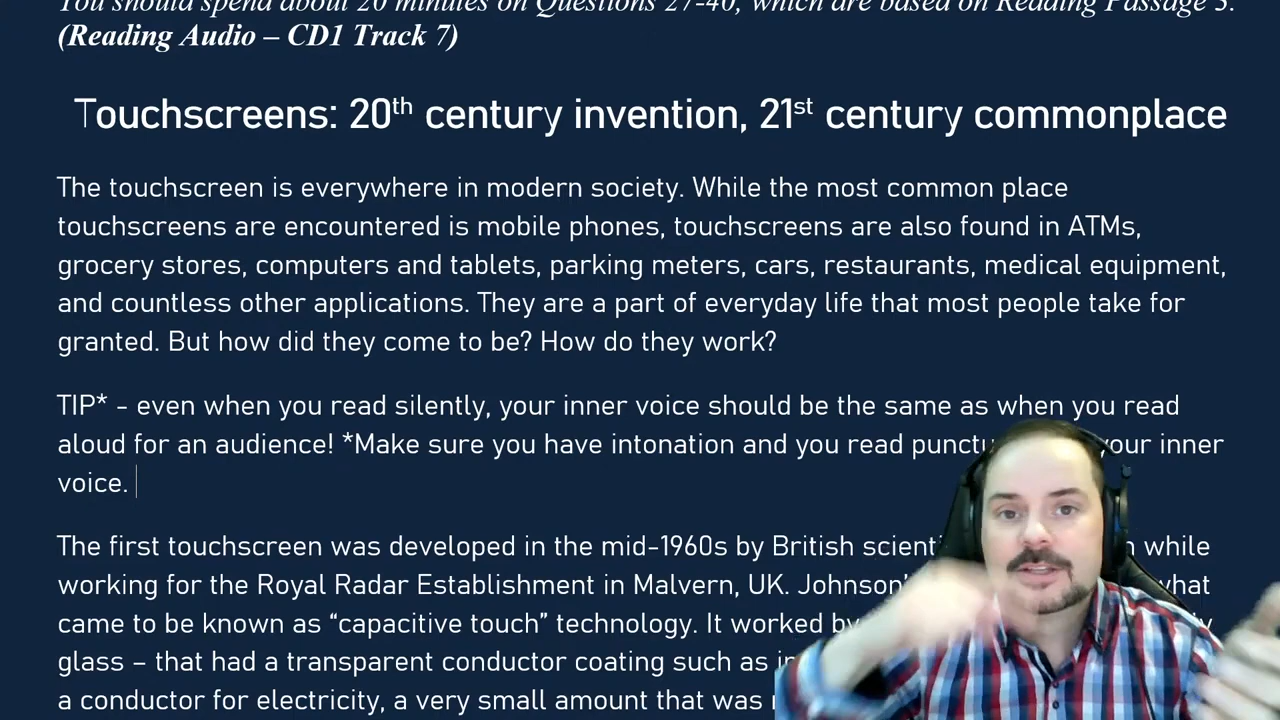 You should spend about 20 minutes on Questions 27-40, which are based on Reading Passage 3.
(Reading Audio – CD1 Track 7)
Touchscreens: 20th century invention, 21st century commonplace
The touchscreen is everywhere in modern society. While the most common place
touchscreens are encountered is mobile phones, touchscreens are also found in ATMs,
grocery stores, computers and tablets, parking meters, cars, restaurants, medical equipment,
and countless other applications. They are a part of everyday life that most people take for
granted. But how did they come to be? How do they work?
TIP* - even when you read silently, your inner voice should be the same as when you read
aloud for an audience! *Make sure you have intonation and you read your inner
voice.
The first touchscreen was developed in the mid-1960s by British while
working for the Royal Radar Establishment in Malvern, UK. what
came to be known as “capacitive touch” technology. It worked by
glass – that had a transparent conductor coating such as
a conductor for electricity, a very small amount that was